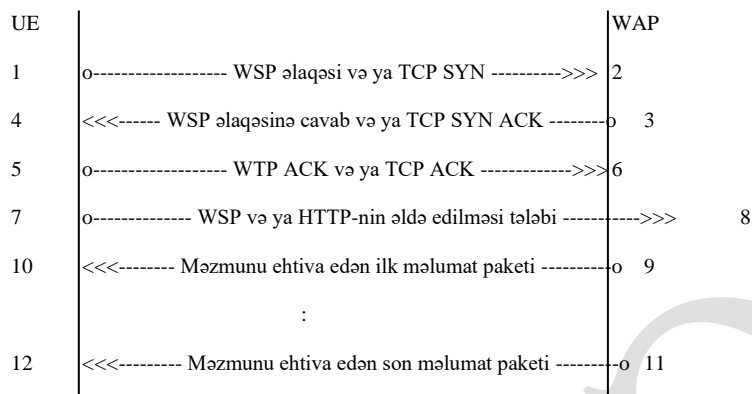 UE WAP
1 o------------------- WSP əlaqəsi və ya TCP SYN ---------->>> 2
4 <<<------ WSP əlaqəsinə cavab və ya TCP SYN ACK --------o 3
5 o-------------------- WTP ACK və ya TCP ACK ------------->>> 6
7 o-------------- WSP və ya HTTP-nin əldə edilməsi tələbi ----------->>> 8
10 <<<-------- Məzmunu ehtiva edən ilk məlumat paketi ----------o 9
:
12 <<<--------- Məzmunu ehtiva edən son məlumat paketi ---------o 11